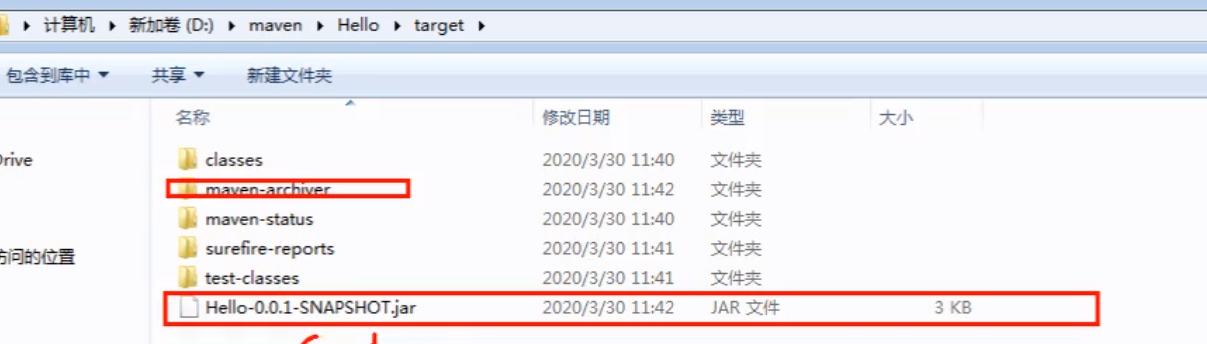 计算机 ▸ 新加卷 (D:) ▸ maven ▸ Hello ▸ target ▸
包含到库中 共享 新建文件夹
名称 修改日期 类型 大小
classes 2020/3/30 11:40 文件夹
maven-archiver 2020/3/30 11:42 文件夹
maven-status 2020/3/30 11:40 文件夹
surefire-reports 2020/3/30 11:41 文件夹
test-classes 2020/3/30 11:41 文件夹
Hello-0.0.1-SNAPSHOT.jar 2020/3/30 11:42 JAR 文件 3 KB
rive
问的位置